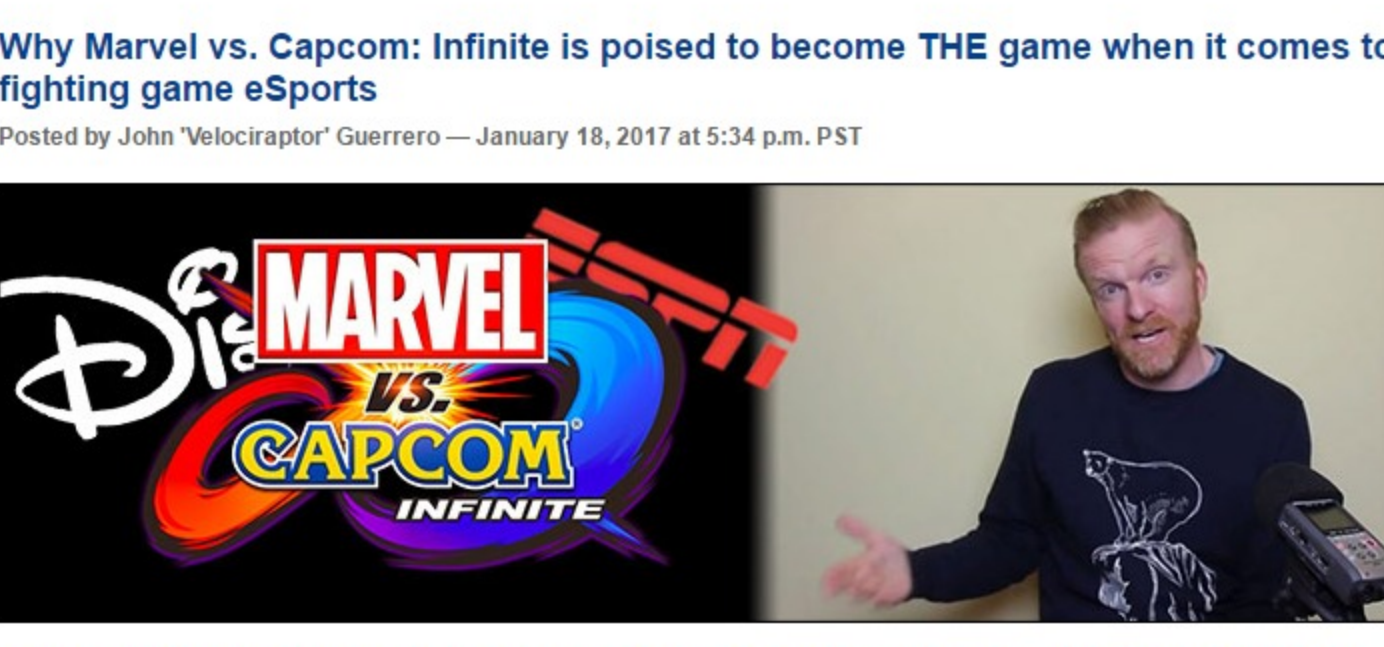 Why Marvel vs. Capcom: Infinite is poised to become THE game when it comes to
fighting game eSports
Posted by John 'Velociraptor' Guerrero — January 18, 2017 at 5:34 p.m. PST
Dis
MARVEL
ESPN
VS.
CAPCOM®
INFINITE